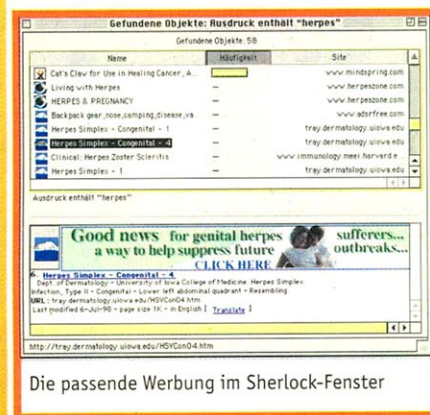 Gefundene Objekte: Ausdruck enthält "herpes"
Gefundene Objekte: 58
Name Häufigkeit Site
Cat's Claw for Use in Healing Cancer, A... www.mindspring.com
Living with Herpes – www.herpeszone.com
HERPES & PREGNANCY – www.herpeszone.com
Backpack gear,nose,camping,disease,va – www.adsrfree.com
Herpes Simplex - Congenital - 1 – tray.dermatology.uiowa.edu
Herpes Simplex - Congenital - 4 – tray.dermatology.uiowa.edu
Clinical: Herpes Zoster Scleritis – www.immunology.meei.harvard.e...
Herpes Simplex - 1 – tray.dermatology.uiowa.edu
Ausdruck enthält "herpes"
Good news for genital herpes sufferers...
a way to help suppress future outbreaks...
CLICK HERE
6. Herpes Simplex - Congenital - 4
Dept. of Dermatology - University of Iowa College of Medicine. Herpes Simplex
Infection, Type II - Congenital - Lower left abdominal quadrant - Resembling
URL: tray.dermatology.uiowa.edu/HSVCon04.htm
Last modified 6-Jul-98 - page size 1K - in English [ Translate ]
http://tray.dermatology.uiowa.edu/HSVCon04.htm
Die passende Werbung im Sherlock-Fenster